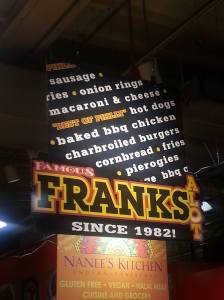 sausage •
ries • onion rings •
macaroni & cheese •
"BEST OF PHILLY" hot dogs
• baked bbq chicken
charbroiled burgers
cornbread • fries
• pierogies
FAMOUS
FRANKS
A LOT
SINCE 1982!
NANEE'S KITCHEN
GLUTEN FREE • VEGAN • HALAL MEAT
CUISINE AND GROCERY